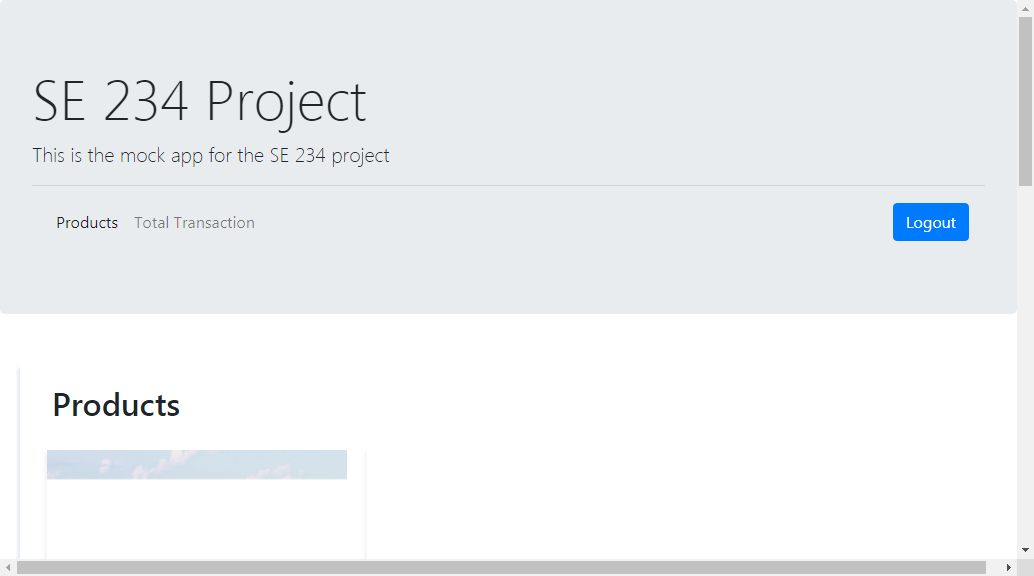 SE 234 Project
This is the mock app for the SE 234 project
Products Total Transaction Logout
Products